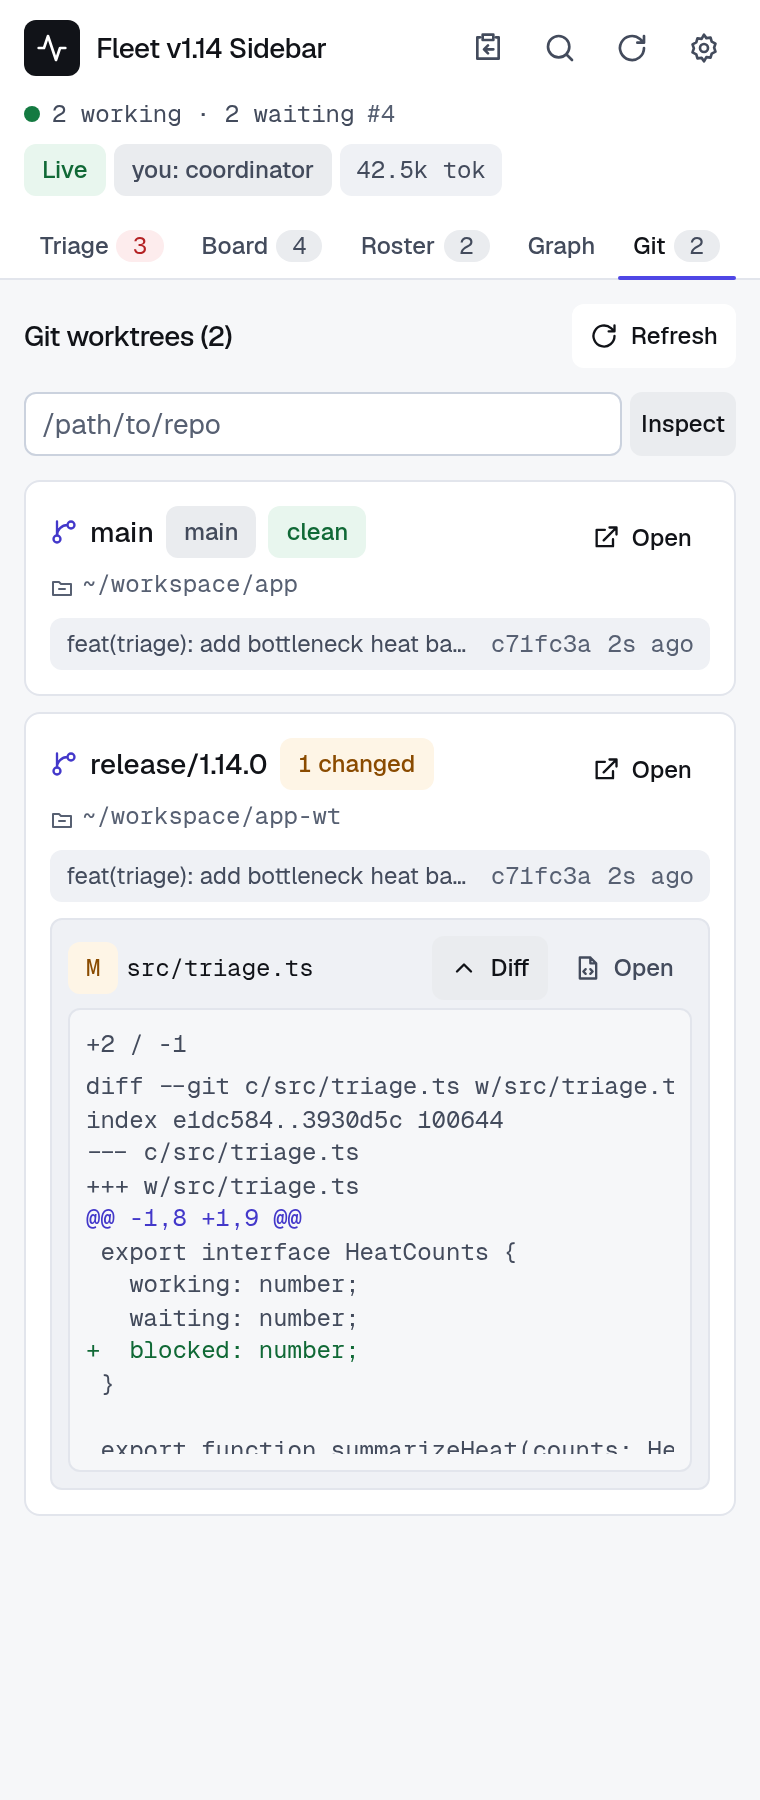 Fleet v1.14 Sidebar
2 working · 2 waiting #4
Live you: coordinator 42.5k tok
Triage 3 Board 4 Roster 2 Graph Git 2
Git worktrees (2) Refresh
/path/to/repo Inspect
main main clean Open
~/workspace/app
feat(triage): add bottleneck heat ba... c71fc3a 2s ago
release/1.14.0 1 changed Open
~/workspace/app-wt
feat(triage): add bottleneck heat ba... c71fc3a 2s ago
M src/triage.ts Diff Open
+2 / -1
diff --git c/src/triage.ts w/src/triage.t
index e1dc584..3930d5c 100644
--- c/src/triage.ts
+++ w/src/triage.ts
@@ -1,8 +1,9 @@
 export interface HeatCounts {
   working: number;
   waiting: number;
+  blocked: number;
 }
 export function summarizeHeat(counts: He